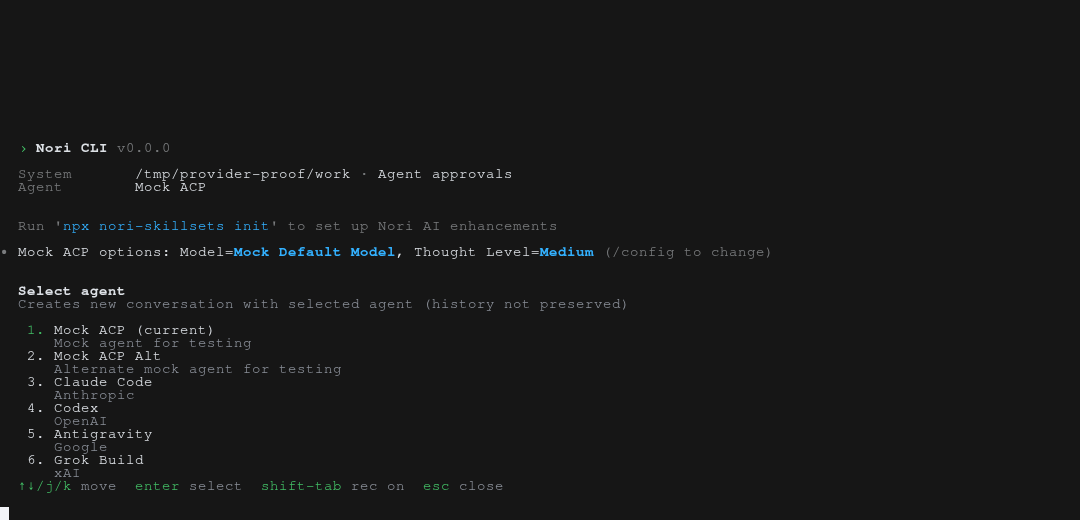 › Nori CLI v0.0.0
System /tmp/provider-proof/work · Agent approvals
Agent Mock ACP
Run 'npx nori-skillsets init' to set up Nori AI enhancements
• Mock ACP options: Model=Mock Default Model, Thought Level=Medium (/config to change)
Select agent
Creates new conversation with selected agent (history not preserved)
1. Mock ACP (current)
Mock agent for testing
2. Mock ACP Alt
Alternate mock agent for testing
3. Claude Code
Anthropic
4. Codex
OpenAI
5. Antigravity
Google
6. Grok Build
xAI
↑↓/j/k move enter select shift-tab rec on esc close